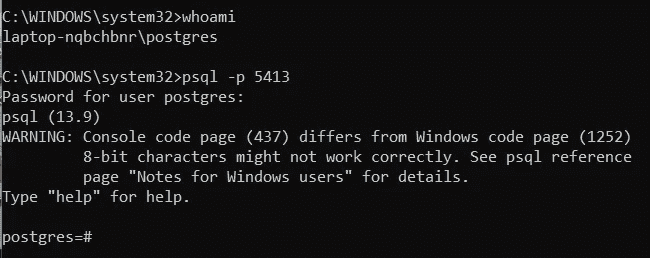 C:\WINDOWS\system32>whoami
laptop-nqbchbnr\postgres
C:\WINDOWS\system32>psql -p 5413
Password for user postgres:
psql (13.9)
WARNING: Console code page (437) differs from Windows code page (1252)
         8-bit characters might not work correctly. See psql reference
         page "Notes for Windows users" for details.
Type "help" for help.
postgres=#